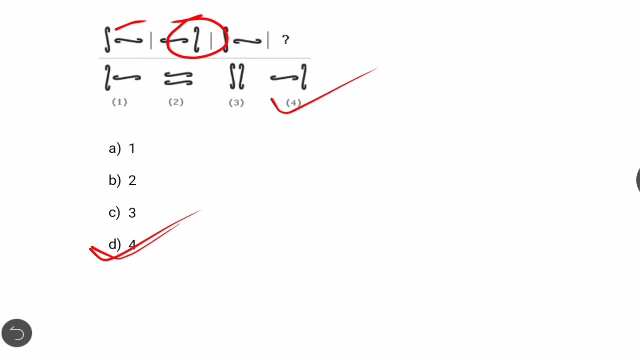 | | | ?
(1) (2) (3) (4)
a) 1
b) 2
c) 3
d) 4